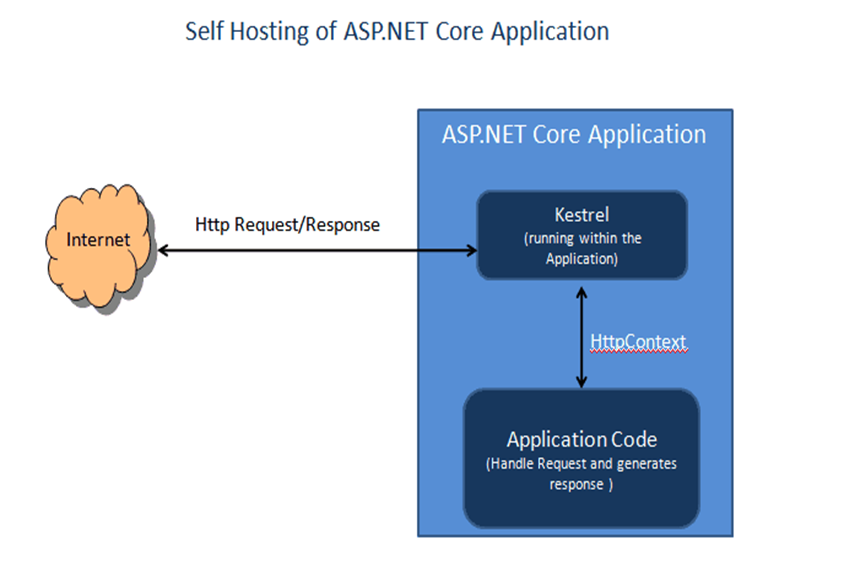 Self Hosting of ASP.NET Core Application
ASP.NET Core Application
Internet
Http Request/Response
Kestrel
(running within the
Application)
HttpContext
Application Code
(Handle Request and generates
response )